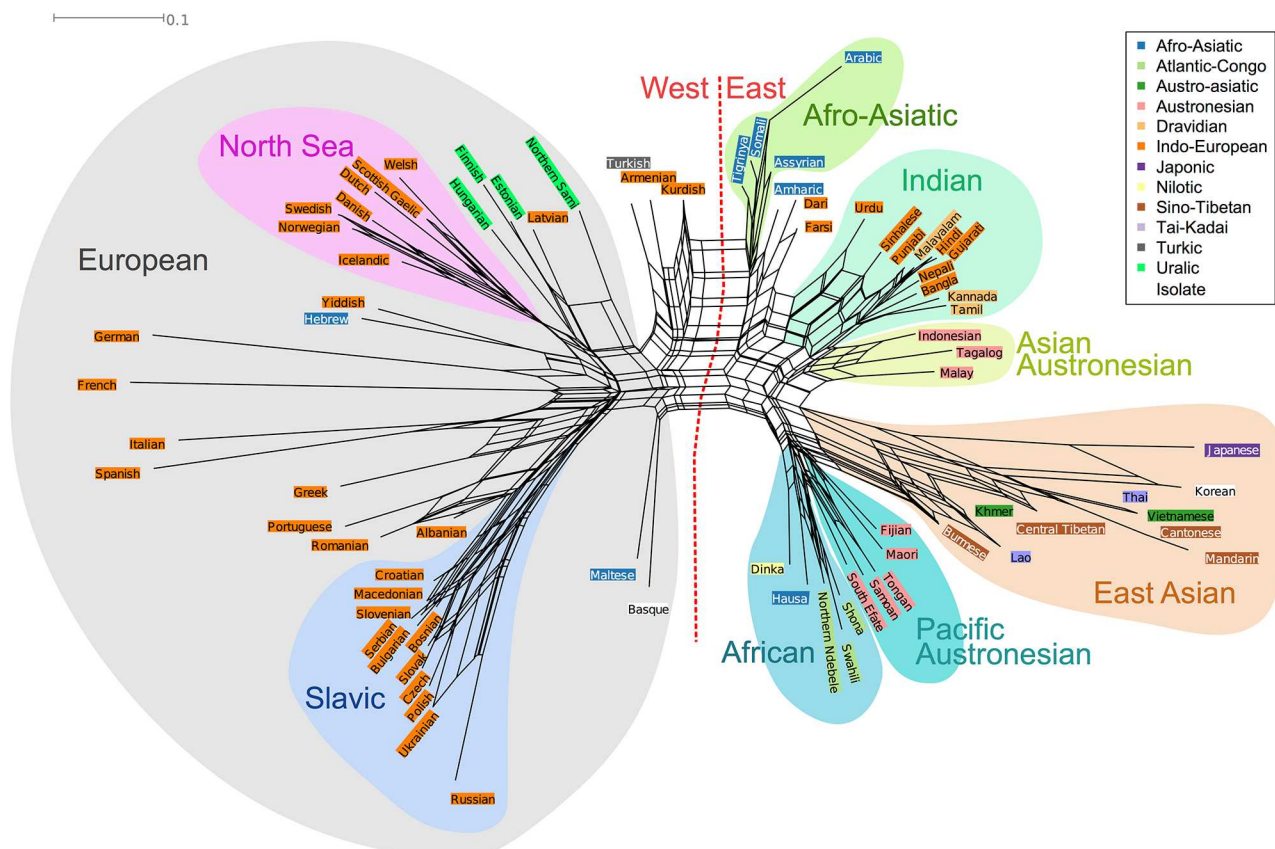 0.1
West
East
Afro-Asiatic
North Sea
European
Slavic
Indian
Asian
Austronesian
East Asian
African
Pacific
Austronesian
Afro-Asiatic
Atlantic-Congo
Austro-asiatic
Austronesian
Dravidian
Indo-European
Japonic
Nilotic
Sino-Tibetan
Tai-Kadai
Turkic
Uralic
Isolate
Arabic
Tigrinya
Somali
Assyrian
Amharic
Dari
Farsi
Urdu
Sinhalese
Punjabi
Malayalam
Hindi
Gujarati
Nepali
Bangla
Kannada
Tamil
Indonesian
Tagalog
Malay
Japanese
Korean
Thai
Vietnamese
Khmer
Central Tibetan
Cantonese
Burmese
Lao
Mandarin
Fijian
Maori
Tongan
Samoan
South Efate
Shona
Swahili
Northern Ndebele
Hausa
Dinka
Basque
Maltese
Russian
Ukrainian
Polish
Czech
Slovak
Bosnian
Bulgarian
Serbian
Slovenian
Macedonian
Croatian
Albanian
Romanian
Portuguese
Greek
Spanish
Italian
French
German
Hebrew
Yiddish
Icelandic
Norwegian
Swedish
Danish
Dutch
Scottish Gaelic
Welsh
Hungarian
Finnish
Estonian
Latvian
Northern Sami
Turkish
Armenian
Kurdish